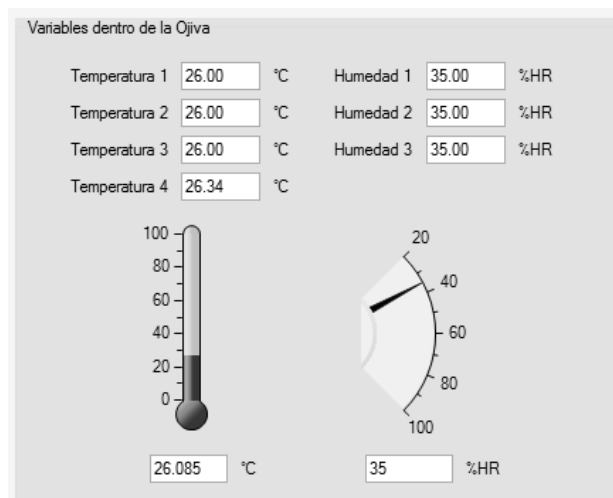 Variables dentro de la Ojiva
Temperatura 1 26.00 °C Humedad 1 35.00 %HR
Temperatura 2 26.00 °C Humedad 2 35.00 %HR
Temperatura 3 26.00 °C Humedad 3 35.00 %HR
Temperatura 4 26.34 °C
100
80
60
40
20
0
20
40
60
80
100
26.085 °C 35 %HR